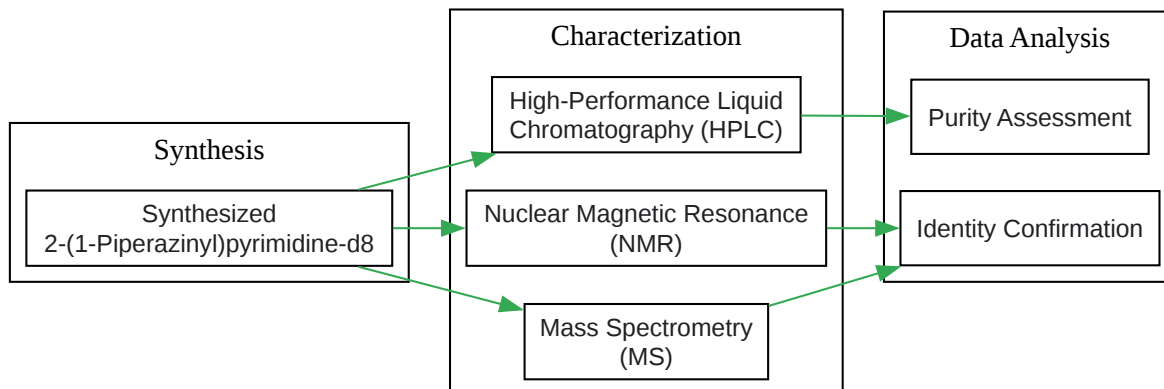 Synthesis
Synthesized
2-(1-Piperazinyl)pyrimidine-d8
Characterization
High-Performance Liquid
Chromatography (HPLC)
Nuclear Magnetic Resonance
(NMR)
Mass Spectrometry
(MS)
Data Analysis
Purity Assessment
Identity Confirmation